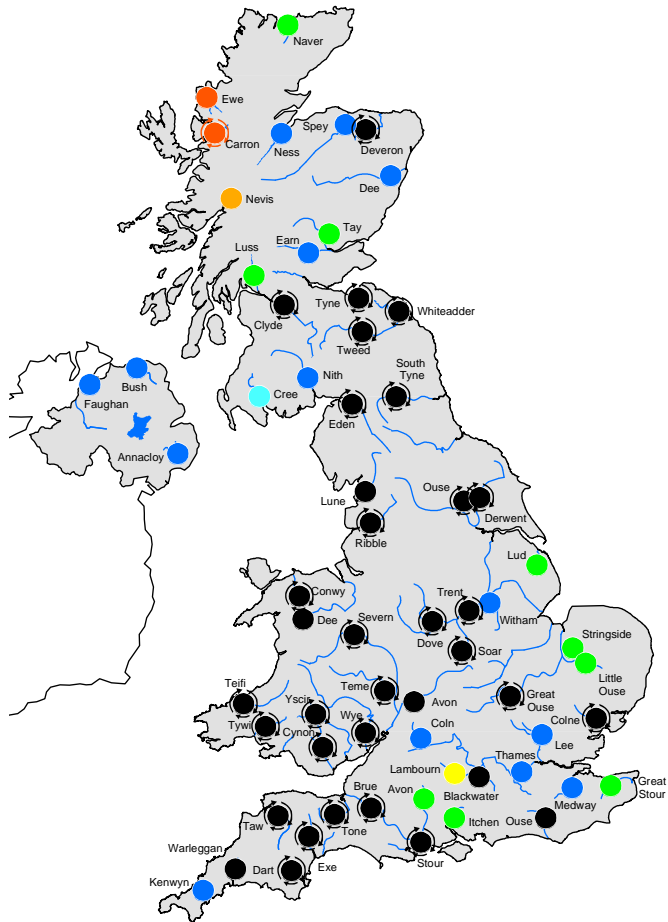 Naver
Ewe
Spey
Carron
Ness
Deveron
Dee
Nevis
Tay
Earn
Luss
Tyne
Whiteadder
Clyde
Tweed
South
Tyne
Nith
Bush
Faughan
Cree
Eden
Annacloy
Ouse
Lune
Derwent
Ribble
Lud
Conwy
Trent
Dee
Severn
Witham
Stringside
Dove
Soar
Little
Ouse
Teifi
Teme
Great
Ouse
Yscir
Avon
Colne
Tywi
Wye
Coln
Cynon
Lee
Thames
Lambourn
Great
Stour
Brue
Avon
Blackwater
Medway
Taw
Tone
Itchen
Ouse
Warleggan
Stour
Dart
Exe
Kenwyn